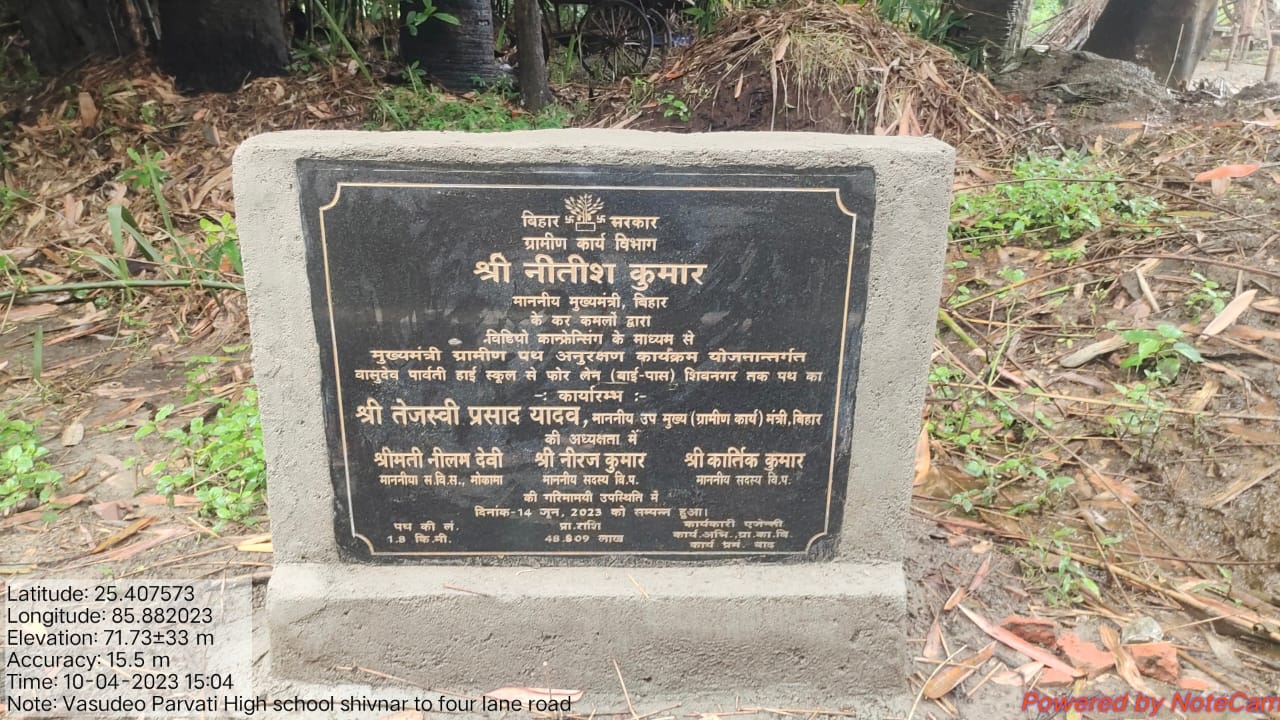 बिहार सरकार
ग्रामीण कार्य विभाग
श्री नीतीश कुमार
माननीय मुख्यमंत्री, बिहार
के कर कमलों द्वारा
विडियो कान्फ्रेन्सिंग के माध्यम से
मुख्यमंत्री ग्रामीण पथ अनुरक्षण कार्यक्रम योजनान्तर्गत
वासुदेव पार्वती हाई स्कूल से फोर लेन (बाई-पास) शिवनगर तक पथ का
-: कार्यारम्भ :-
श्री तेजस्वी प्रसाद यादव, माननीय उप मुख्य (ग्रामीण कार्य) मंत्री, बिहार
की अध्यक्षता में
श्रीमती नीलम देवी श्री नीरज कुमार श्री कार्तिक कुमार
माननीया स.वि.स., मोकामा माननीय सदस्य वि.प. माननीय सदस्य वि.प.
की गरिमामयी उपस्थिति में
दिनांक-14 जून, 2023 को सम्पन्न हुआ।
पथ की लं. प्रा.राशि कार्यकारी एजेन्सी
1.8 कि.मी. 48.809 लाख कार्य.अभि.,ग्रा.का.वि.
कार्य प्रमं. बाढ़
Latitude: 25.407573
Longitude: 85.882023
Elevation: 71.73±33 m
Accuracy: 15.5 m
Time: 10-04-2023 15:04
Note: Vasudeo Parvati High school shivnar to four lane road
Powered by NoteCam